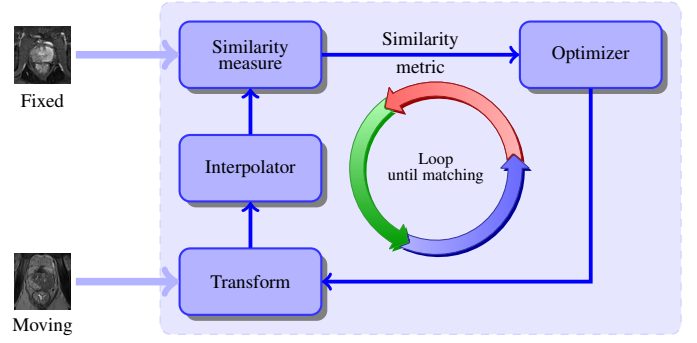 Similarity
measure
Similarity
metric
Optimizer
Fixed
Interpolator
Loop
until matching
Transform
Moving